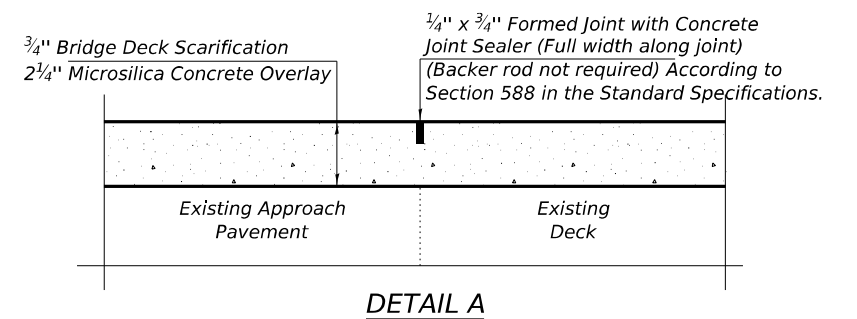 ¾" Bridge Deck Scarification
2¼" Microsilica Concrete Overlay
¼" x ¾" Formed Joint with Concrete
Joint Sealer (Full width along joint)
(Backer rod not required) According to
Section 588 in the Standard Specifications.
Existing Approach
Pavement
Existing
Deck
DETAIL A